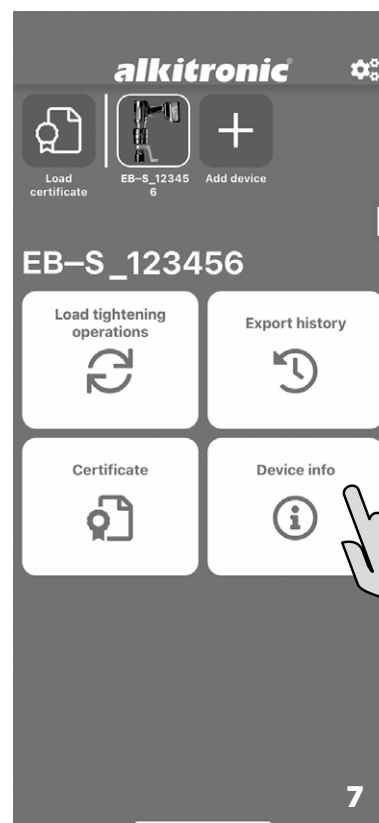 alkitronic
Load
certificate
EB–S_12345
6
Add device
EB–S_123456
Load tightening
operations
Export history
Certificate
Device info
7